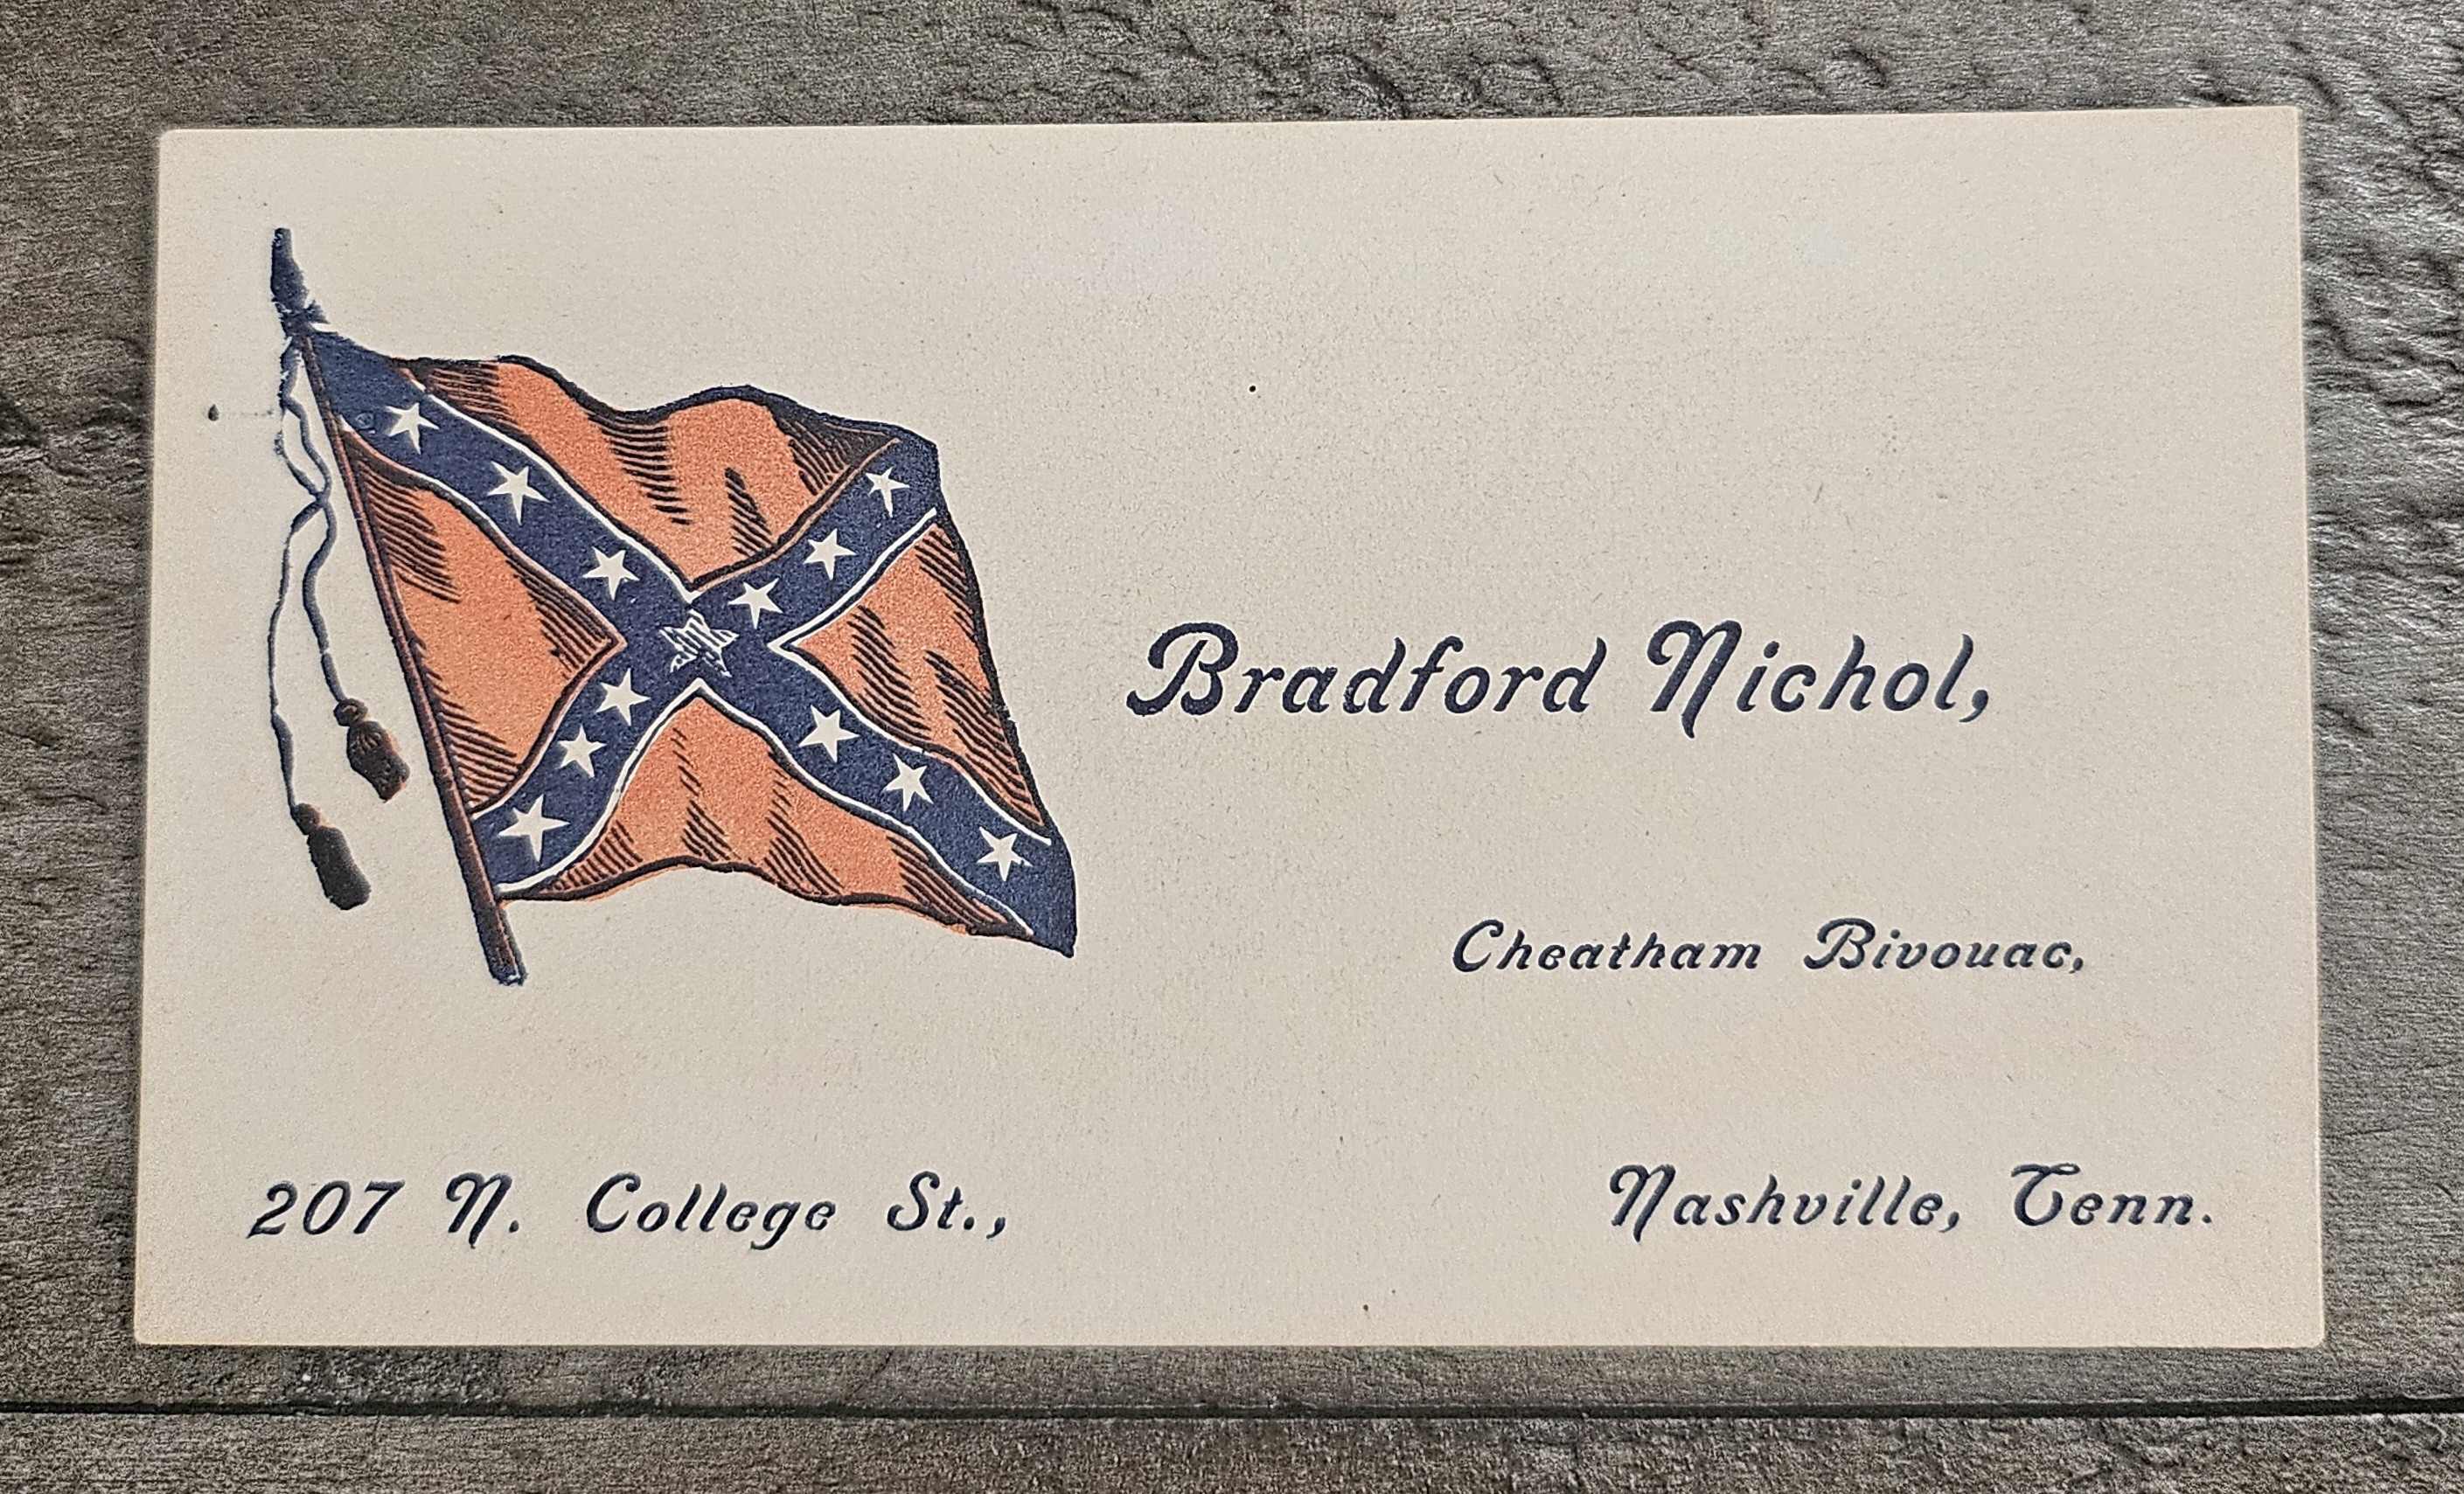 Bradford Nichol,
Cheatham Bivouac,
207 N. College St., Nashville, Tenn.